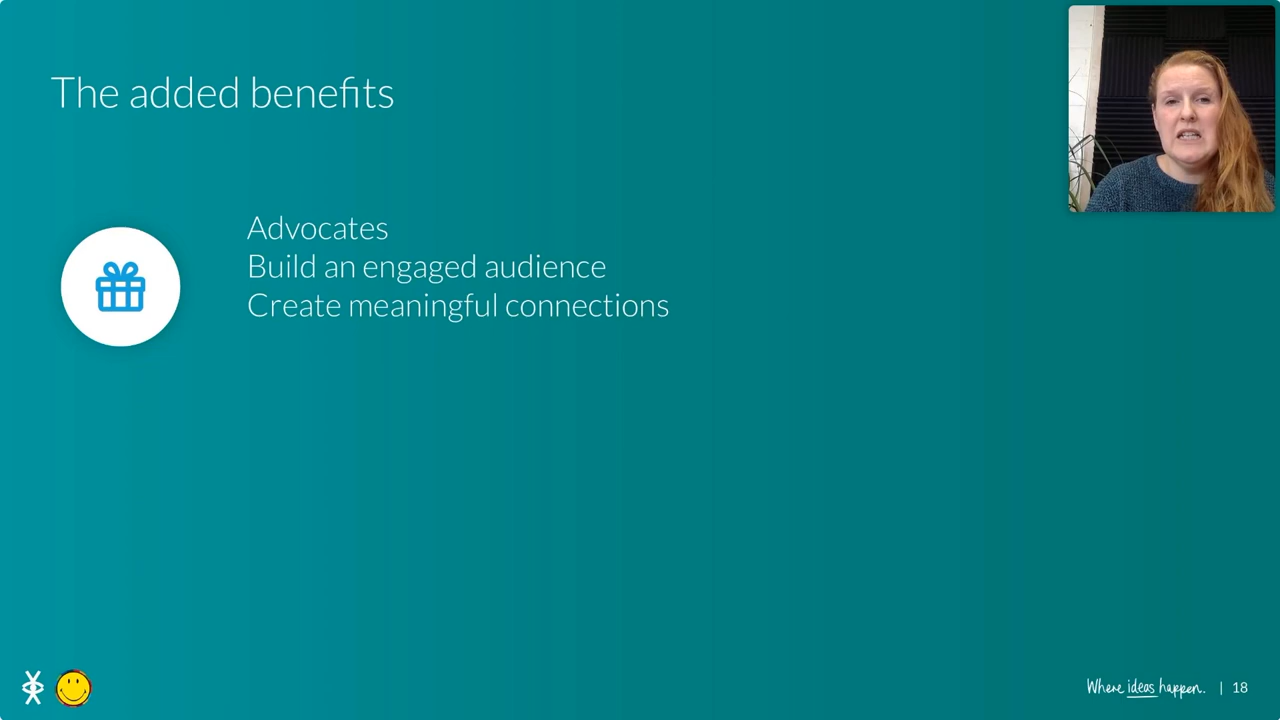 The added benefits
Advocates
Build an engaged audience
Create meaningful connections
Where ideas happen. | 18